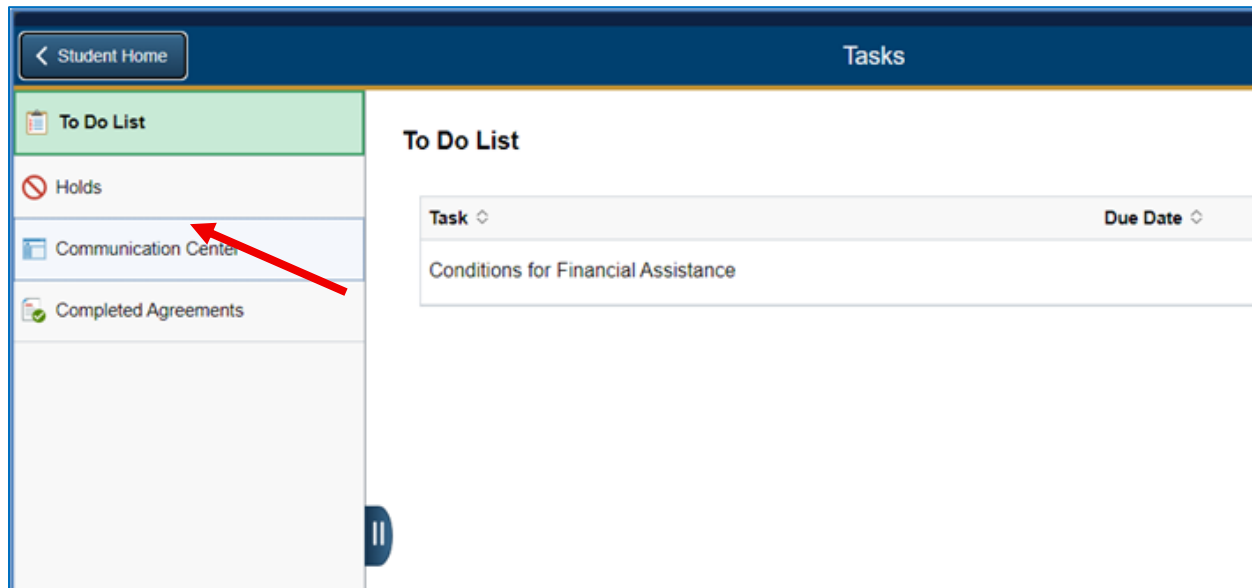 Student Home
Tasks
To Do List
Holds
Communication Center
Completed Agreements
To Do List
Task
Due Date
Conditions for Financial Assistance